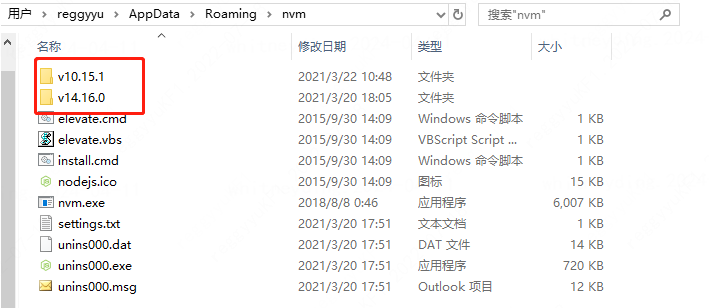 用户 > reggyyu > AppData > Roaming > nvm 搜索"nvm"
名称 修改日期 类型 大小
v10.15.1 2021/3/22 10:48 文件夹
v14.16.0 2021/3/20 18:05 文件夹
elevate.cmd 2015/9/30 14:09 Windows 命令脚本 1 KB
elevate.vbs 2015/9/30 14:09 VBScript Script ... 1 KB
install.cmd 2015/9/30 14:09 Windows 命令脚本 1 KB
nodejs.ico 2015/9/30 14:09 图标 15 KB
nvm.exe 2018/8/8 0:46 应用程序 6,007 KB
settings.txt 2021/3/20 17:51 文本文档 1 KB
unins000.dat 2021/3/20 17:51 DAT 文件 14 KB
unins000.exe 2021/3/20 17:51 应用程序 720 KB
unins000.msg 2021/3/20 17:51 Outlook 项目 12 KB